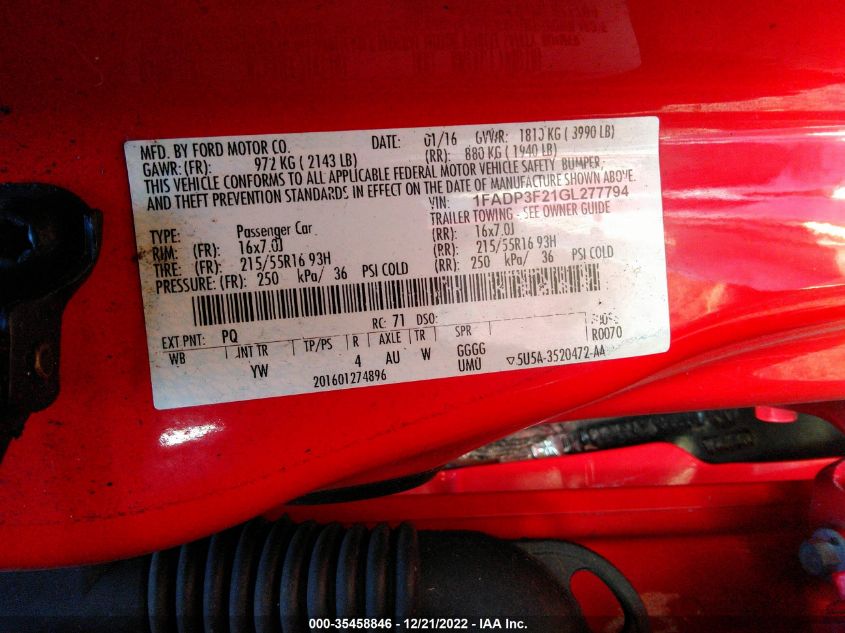 MFD. BY FORD MOTOR CO. DATE: 01/16 GVWR: 1810 KG ( 3990 LB)
GAWR: (FR): 972 KG ( 2143 LB) (RR): 880 KG ( 1940 LB)
THIS VEHICLE CONFORMS TO ALL APPLICABLE FEDERAL MOTOR VEHICLE SAFETY, BUMPER,
AND THEFT PREVENTION STANDARDS IN EFFECT ON THE DATE OF MANUFACTURE SHOWN ABOVE.
VIN: 1FADP3F21GL277794
TYPE: Passenger Car TRAILER TOWING - SEE OWNER GUIDE
RIM: (FR): 16x7.0J (RR): 16x7.0J
TIRE: (FR): 215/55R16 93H (RR): 215/55R16 93H
PRESSURE: (FR): 250 kPa/ 36 PSI COLD (RR): 250 kPa/ 36 PSI COLD
EXT PNT: PQ RC: 71 DSO:
WB INT TR TP/PS R AXLE TR SPR R0070
YW 4 AU W GGGG
UMU ▽5U5A-3520472-AA
201601274896
000-35458846 - 12/21/2022 - IAA Inc.